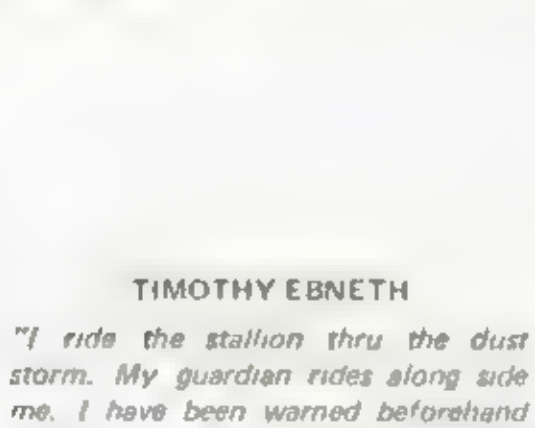 TIMOTHY EBNETH
"I ride the stallion thru the dust
storm. My guardian rides along side
me. I have been warned beforehand